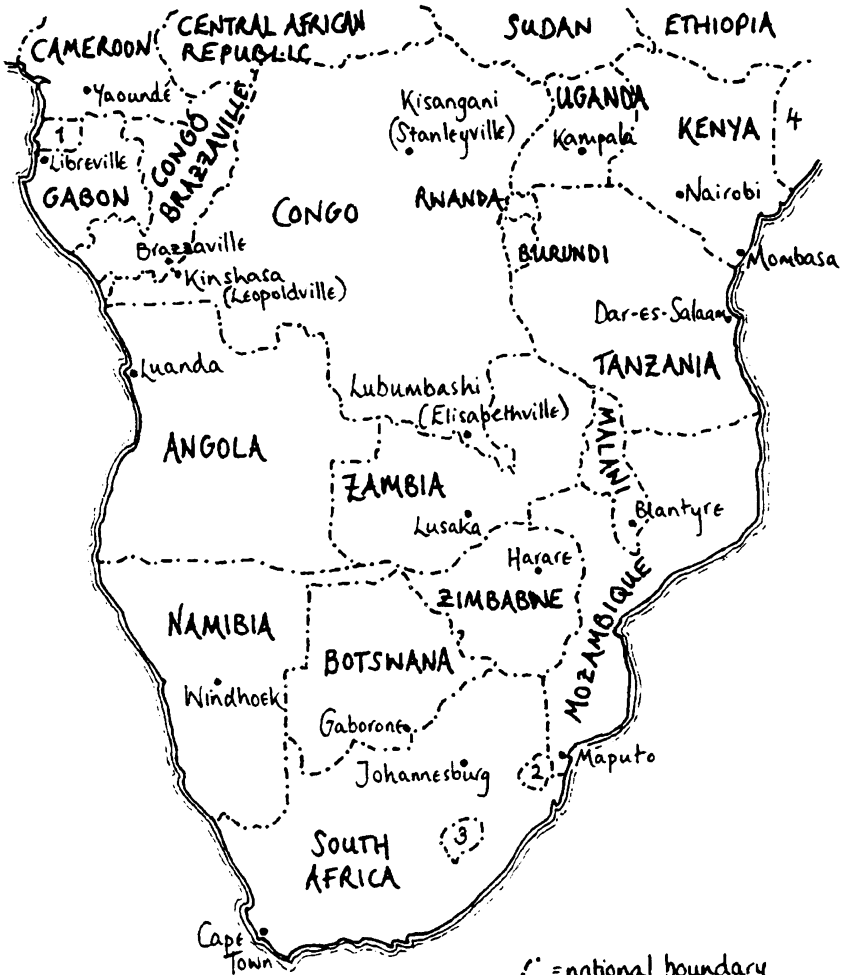 CENTRAL AFRICAN
REPUBLIC
SUDAN
ETHIOPIA
CAMEROON
Yaoundé
CONGO
BRAZZAVILLE
Kisangani
(Stanleyville)
UGANDA
Kampala
KENYA
4
1
Libreville
GABON
CONGO
RWANDA
Nairobi
Brazzaville
Kinshasa
(Leopoldville)
BURUNDI
Mombasa
Dar-es-Salaam
TANZANIA
Luanda
Lubumbashi
(Elisabethville)
MALAWI
ANGOLA
ZAMBIA
Lusaka
Blantyre
Harare
ZIMBABWE
MOZAMBIQUE
NAMIBIA
BOTSWANA
Windhoek
Gaborone
Johannesburg
2
Maputo
3
SOUTH
AFRICA
Cape
Town
= national boundary